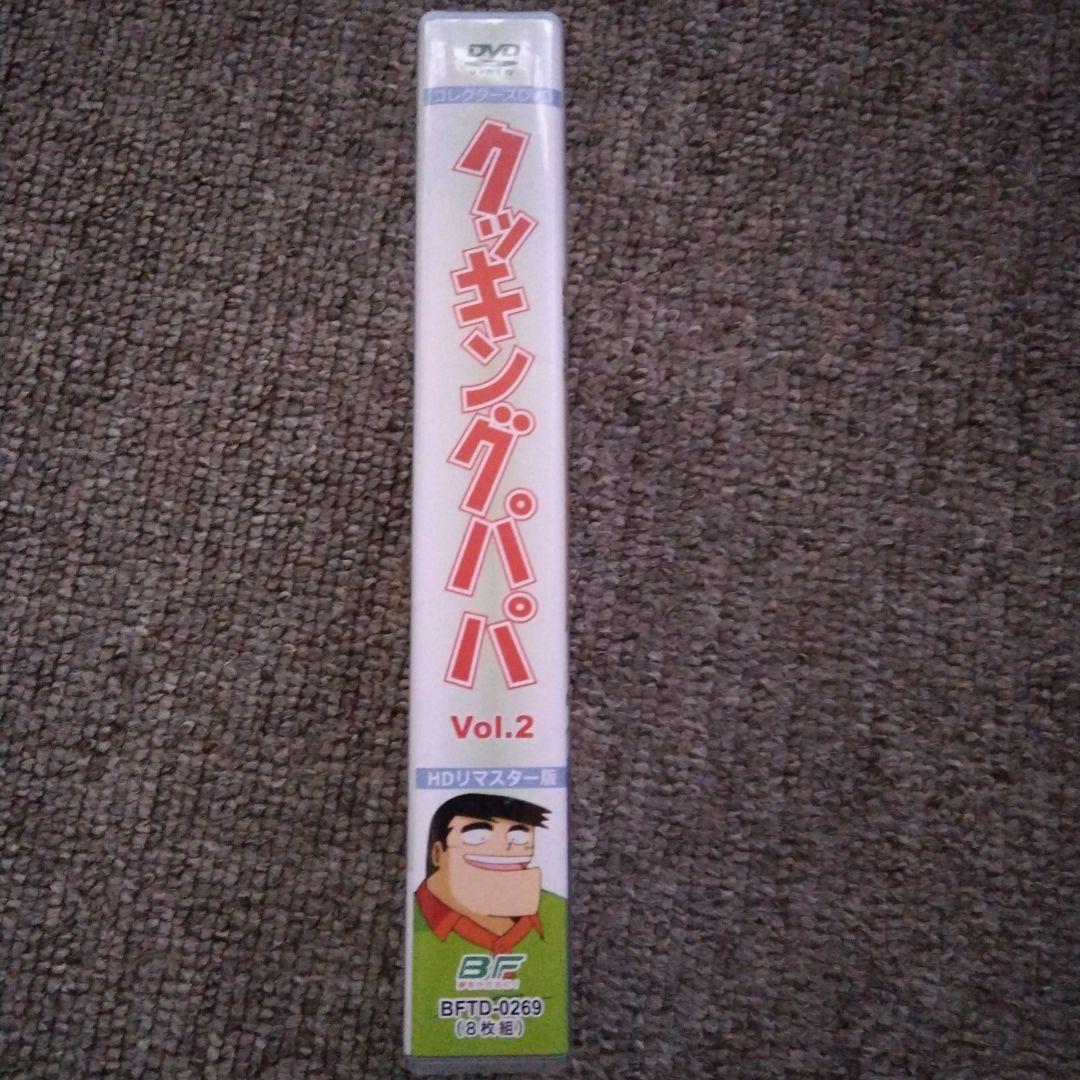 DVD
コレクターズDVD
クッキングパパ
Vol.2
HDリマスター版
BF
BFTD-0269
(8枚組)